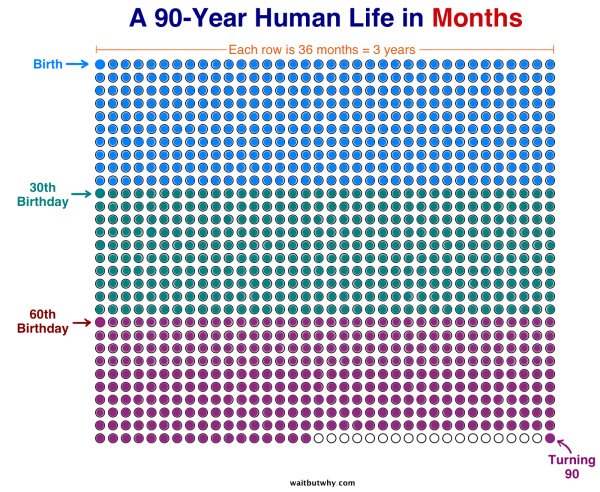 A 90-Year Human Life in Months
Each row is 36 months = 3 years
Birth
30th
Birthday
60th
Birthday
Turning
90
waitbutwhy.com